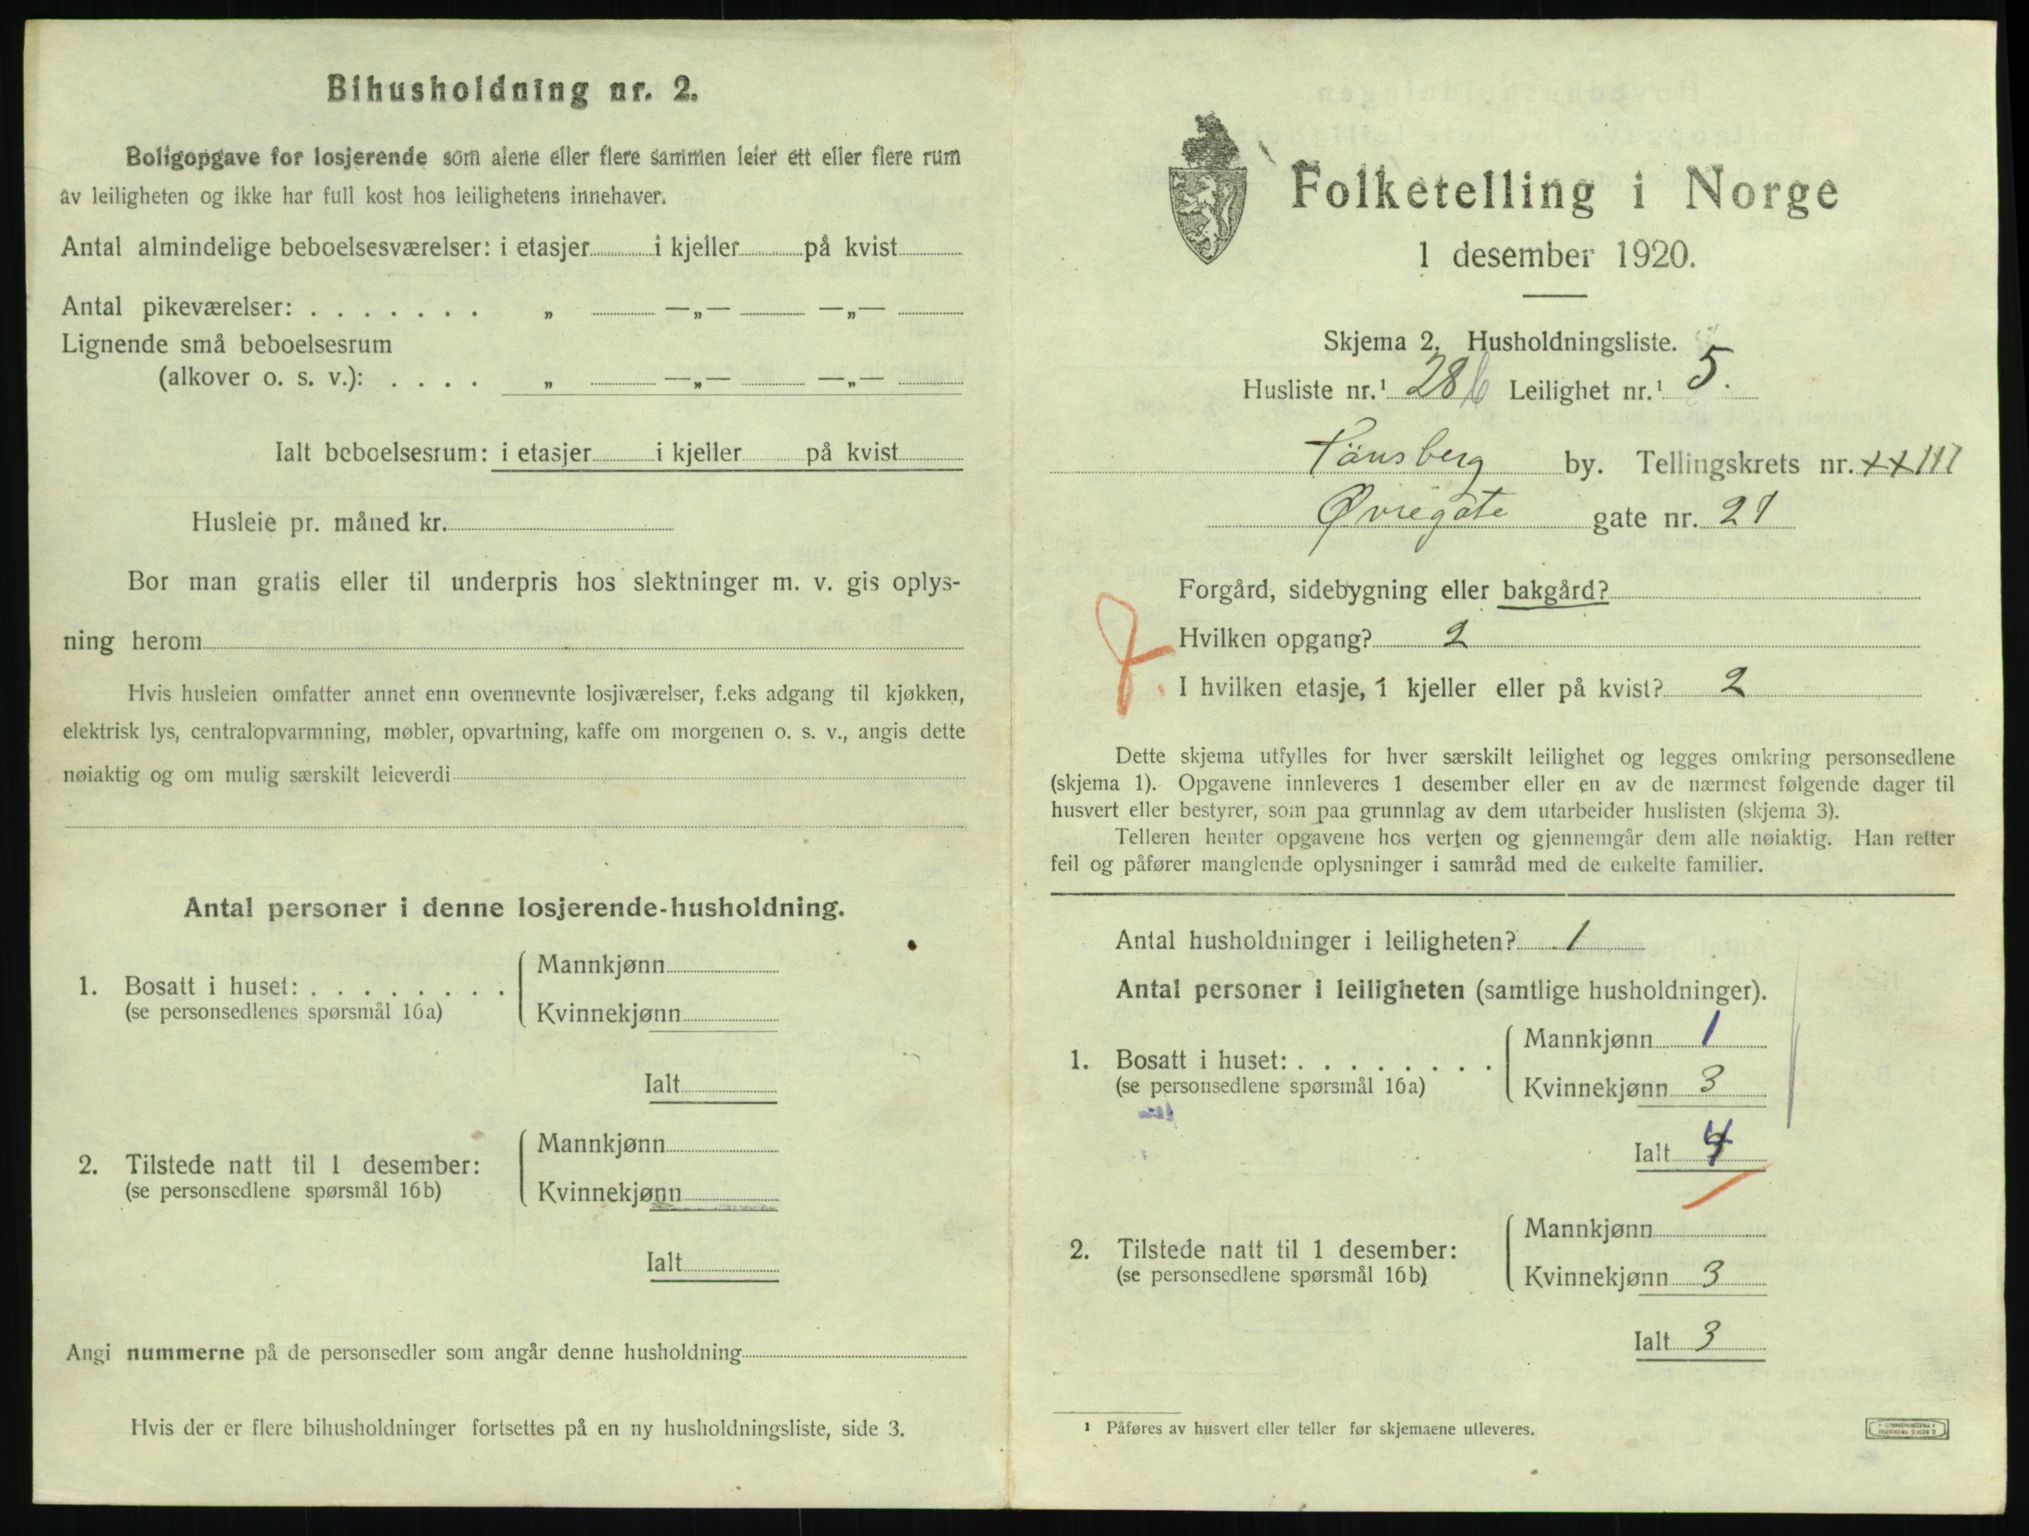 Bihusholdning nr. 2.
Boligopgave for losjerende som alene eller flere sammen leier ett eller flere rum
av leiligheten og ikke har full kost hos leilighetens innehaver.
Antal almindelige beboelsesværelser: i etasjer i kjeller på kvist
Antal pikeværelser: . . . . . . . „ —„— —„—
Lignende små beboelsesrum
(alkover o. s. v.): . . . . „ —„— —„—
Ialt beboelsesrum: i etasjer i kjeller på kvist
Husleie pr. måned kr.
Bor man gratis eller til underpris hos slektninger m. v. gis oplys-
ning herom
Hvis husleien omfatter annet enn ovennevnte losjiværelser, f.eks adgang til kjøkken,
elektrisk lys, centralopvarmning, møbler, opvartning, kaffe om morgenen o. s. v., angis dette
nøiaktig og om mulig særskilt leieverdi
Antal personer i denne losjerende-husholdning.
1. Bosatt i huset: . . . . . . . .
(se personsedlenes spørsmål 16a)
Mannkjønn
Kvinnekjønn
Ialt
2. Tilstede natt til 1 desember:
(se personsedlene spørsmål 16b)
Mannkjønn
Kvinnekjønn
Ialt
Angi nummerne på de personsedler som angår denne husholdning
Hvis der er flere bihusholdninger fortsettes på en ny husholdningsliste, side 3.
Folketelling i Norge
1 desember 1920.
Skjema 2. Husholdningsliste.
Husliste nr.¹ 28b Leilighet nr.¹ 5.
Tønsberg by. Tellingskrets nr. XXIII
Øvregate gate nr. 21
Forgård, sidebygning eller bakgård?
Hvilken opgang? 2
I hvilken etasje, i kjeller eller på kvist? 2
Dette skjema utfylles for hver særskilt leilighet og legges omkring personsedlene
(skjema 1). Opgavene innleveres 1 desember eller en av de nærmest følgende dager til
husvert eller bestyrer, som paa grunnlag av dem utarbeider huslisten (skjema 3).
Telleren henter opgavene hos verten og gjennemgår dem alle nøiaktig. Han retter
feil og påfører manglende oplysninger i samråd med de enkelte familier.
Antal husholdninger i leiligheten? 1
Antal personer i leiligheten (samtlige husholdninger).
1. Bosatt i huset: . . . . . . . .
(se personsedlene spørsmål 16a)
Mannkjønn 1
Kvinnekjønn 3
Ialt 4
2. Tilstede natt til 1 desember:
(se personsedlene spørsmål 16b)
Mannkjønn
Kvinnekjønn 3
Ialt 3
¹ Påføres av husvert eller teller før skjemaene utleveres.